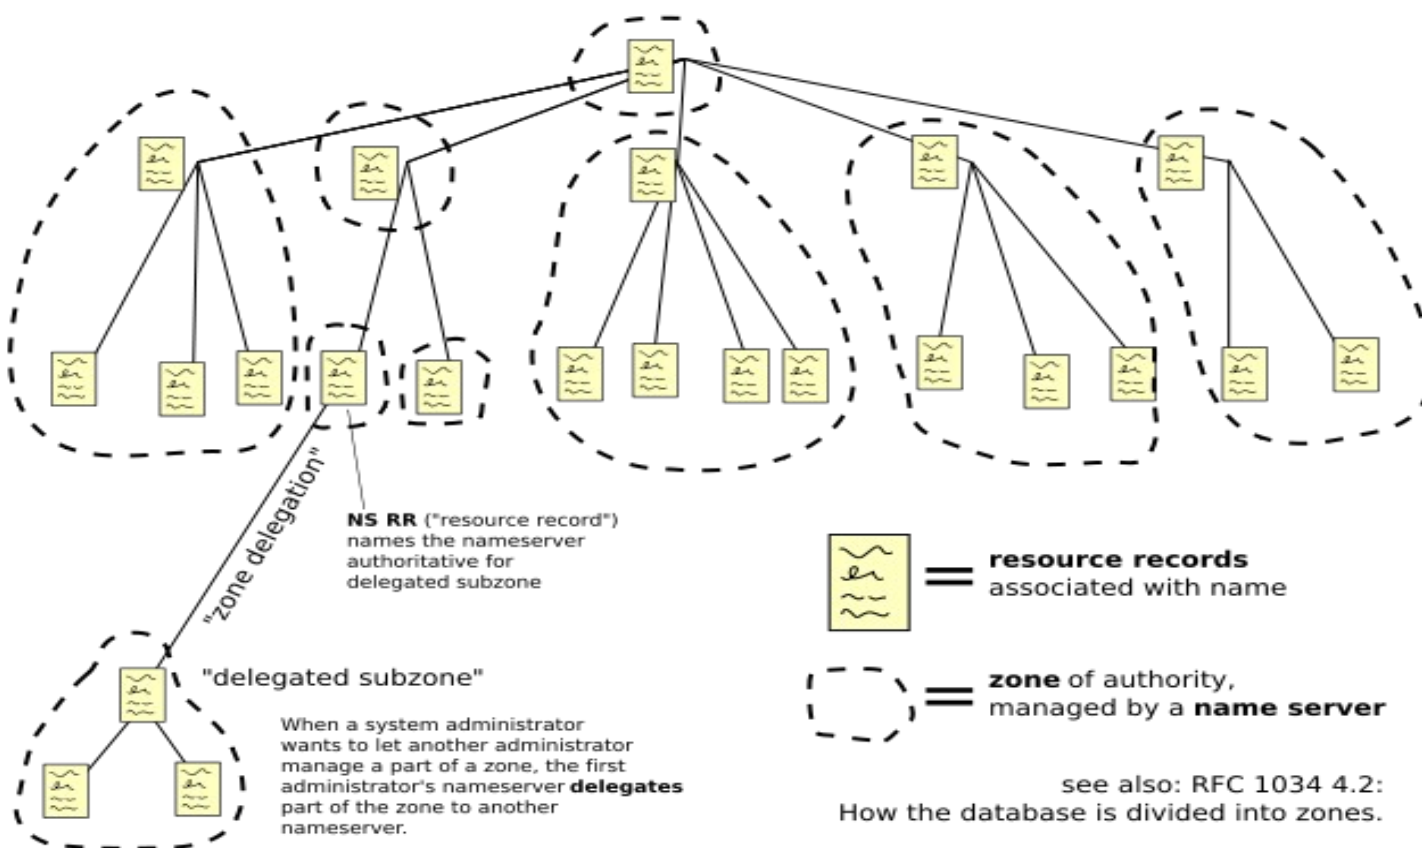 "zone delegation"
NS RR ("resource record")
names the nameserver
authoritative for
delegated subzone
resource records
associated with name
"delegated subzone"
zone of authority,
managed by a name server
When a system administrator
wants to let another administrator
manage a part of a zone, the first
administrator's nameserver delegates
part of the zone to another
nameserver.
see also: RFC 1034 4.2:
How the database is divided into zones.